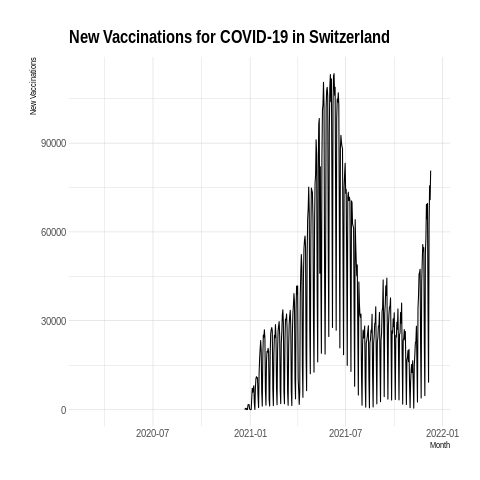 New Vaccinations for COVID-19 in Switzerland
New Vaccinations
90000
60000
30000
0
2020-07 2021-01 2021-07 2022-01
Month